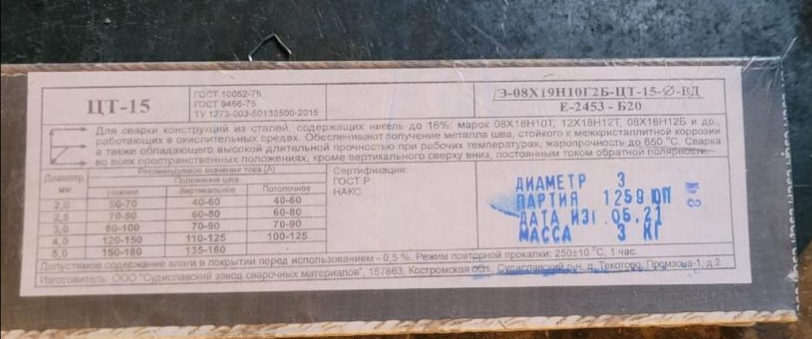 ЦТ-15
ГОСТ 10052-75
ГОСТ 9466-75
ТУ 1273-003-50133500-2015
Э-08Х19Н10Г2Б-ЦТ-15-∅-ВД
Е-2453 - Б20
Для сварки конструкций из сталей, содержащих никель до 16%: марок 08Х18Н10Т, 12Х18Н12Т, 08Х18Н12Б и др.,
работающих в окислительных средах. Обеспечивают получение металла шва, стойкого к межкристаллитной коррозии
а также обладающего высокой длительной прочностью при рабочих температурах, жаропрочность до 650 °С. Сварка
во всех пространственных положениях, кроме вертикального сверху вниз, постоянным током обратной полярности.
Диаметр, мм
Рекомендуемое значение тока (А)
Положение шва
Нижнее
Вертикальное
Потолочное
2,0 50-70 40-60 40-60
2,5 70-90 60-80 60-80
3,0 80-100 70-90 70-90
4,0 120-150 110-125 100-125
5,0 150-180 135-160
Сертификация:
ГОСТ Р
НАКС
ДИАМЕТР 3
ПАРТИЯ 1259
ДАТА ИЗГ. 06.21
МАССА 3 КГ
Допустимое содержание влаги в покрытии перед использованием - 0,5 %. Режим повторной прокалки: 250±10 °С, 1 час.
Изготовитель: ООО "Судиславский завод сварочных материалов", 157863, Костромская обл., Судиславский р-н, д. Текотово, Промзона-1, д.2